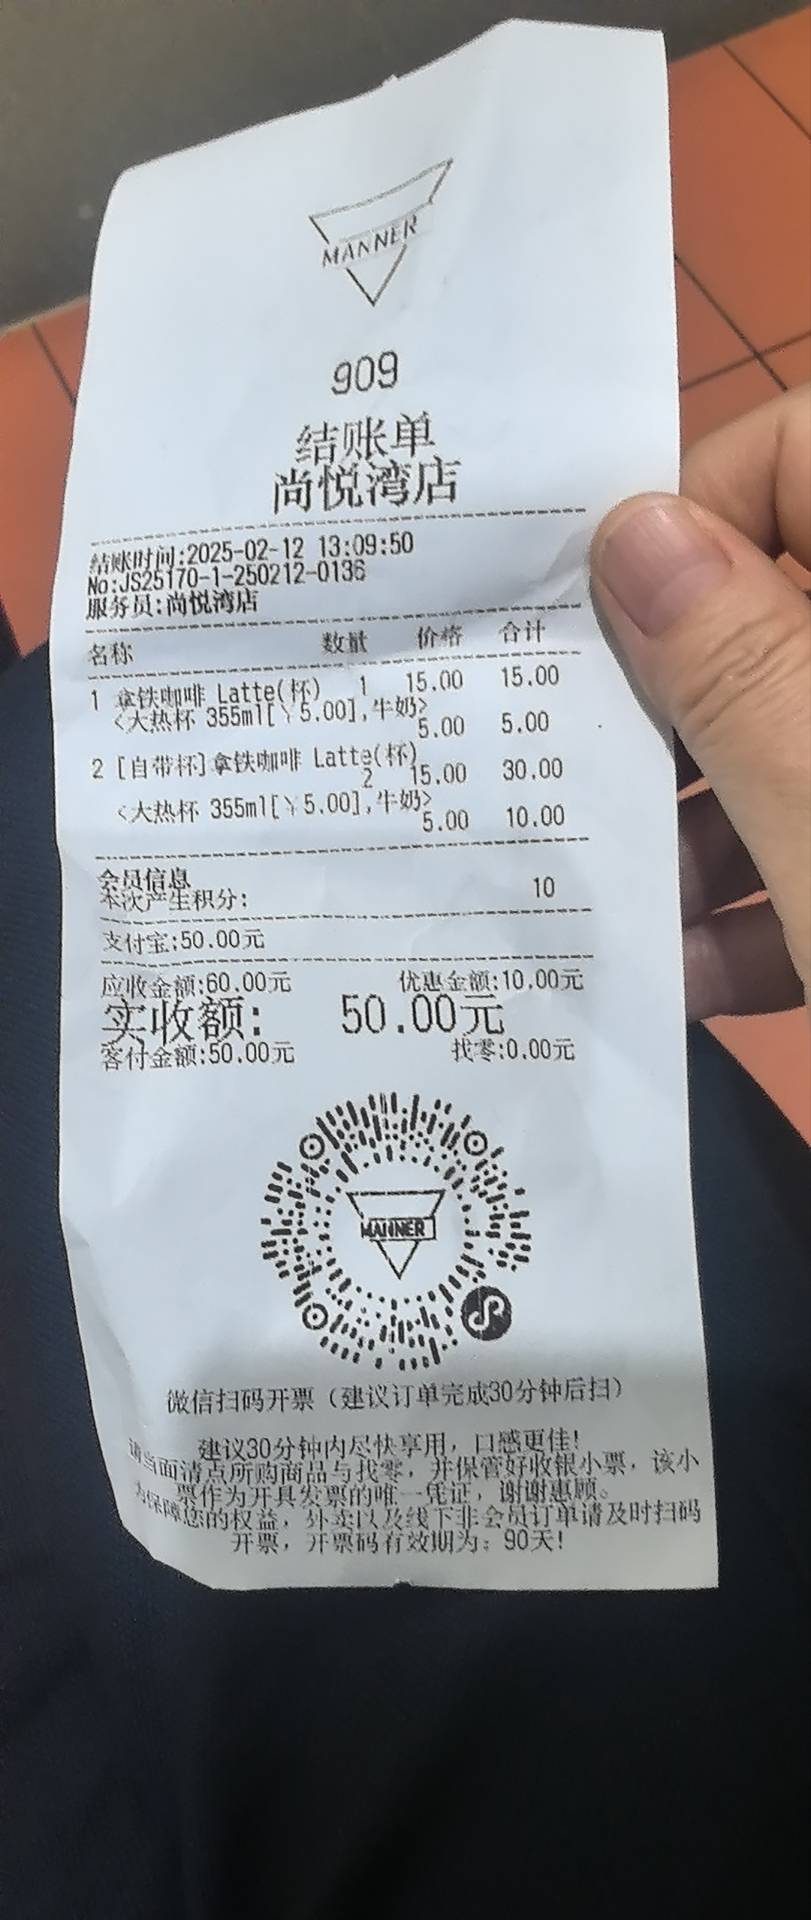 MANNER
909
结账单
尚悦湾店
结账时间:2025-02-12 13:09:50
No:JS25170-1-250212-0136
服务员:尚悦湾店
名称 数量 价格 合计
1 拿铁咖啡 Latte(杯) 1 15.00 15.00
<大热杯 355ml[￥5.00],牛奶>
5.00 5.00
2 [自带杯]拿铁咖啡 Latte(杯)
2 15.00 30.00
<大热杯 355ml[￥5.00],牛奶>
5.00 10.00
会员信息
本次产生积分: 10
支付宝:50.00元
应收金额:60.00元 优惠金额:10.00元
实收额: 50.00元
客付金额:50.00元 找零:0.00元
MANNER
微信扫码开票（建议订单完成30分钟后扫）
建议30分钟内尽快享用，口感更佳!
请当面清点所购商品与找零，并保管好收银小票，该小
票作为开具发票的唯一凭证，谢谢惠顾。
为保障您的权益，外卖以及线下非会员订单请及时扫码
开票，开票码有效期为：90天!